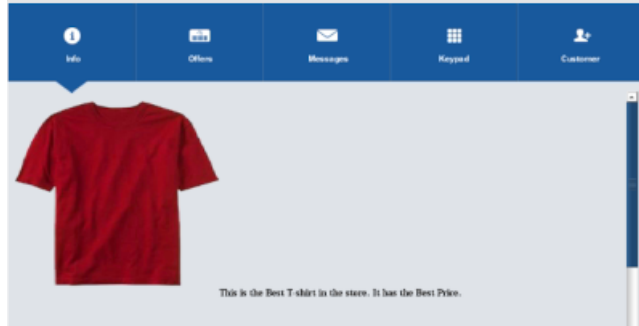 Info
Offers
Messages
Keypad
Customer
This is the Best T-shirt in the store. It has the Best Price.